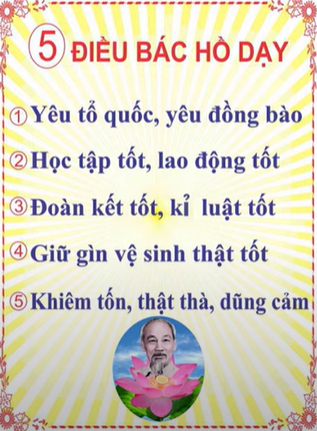 5 ĐIỀU BÁC HỒ DẠY
1 Yêu tổ quốc, yêu đồng bào
2 Học tập tốt, lao động tốt
3 Đoàn kết tốt, kỉ luật tốt
4 Giữ gìn vệ sinh thật tốt
5 Khiêm tốn, thật thà, dũng cảm